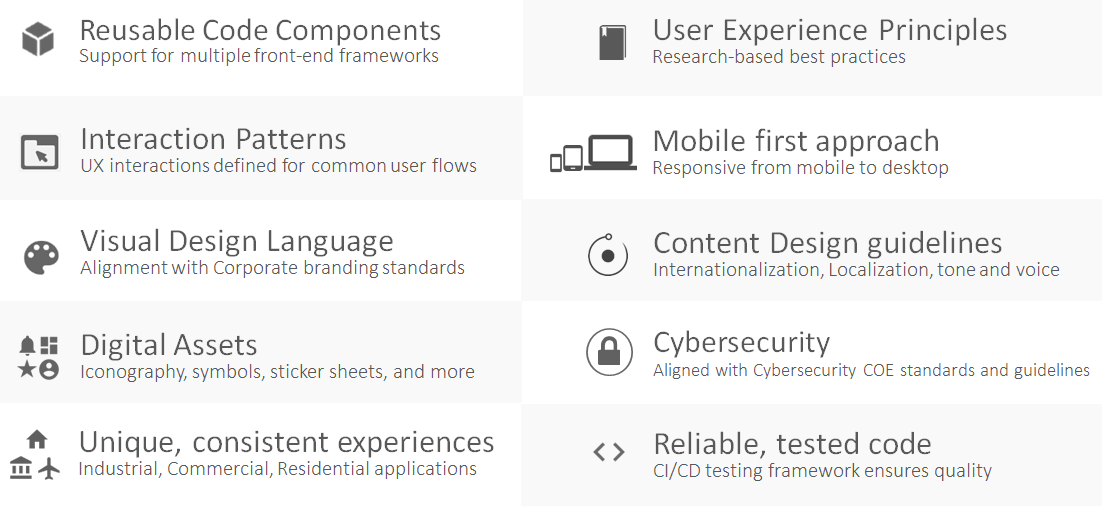 Reusable Code Components
Support for multiple front-end frameworks
User Experience Principles
Research-based best practices
Interaction Patterns
UX interactions defined for common user flows
Mobile first approach
Responsive from mobile to desktop
Visual Design Language
Alignment with Corporate branding standards
Content Design guidelines
Internationalization, Localization, tone and voice
Digital Assets
Iconography, symbols, sticker sheets, and more
Cybersecurity
Aligned with Cybersecurity COE standards and guidelines
Unique, consistent experiences
Industrial, Commercial, Residential applications
Reliable, tested code
CI/CD testing framework ensures quality